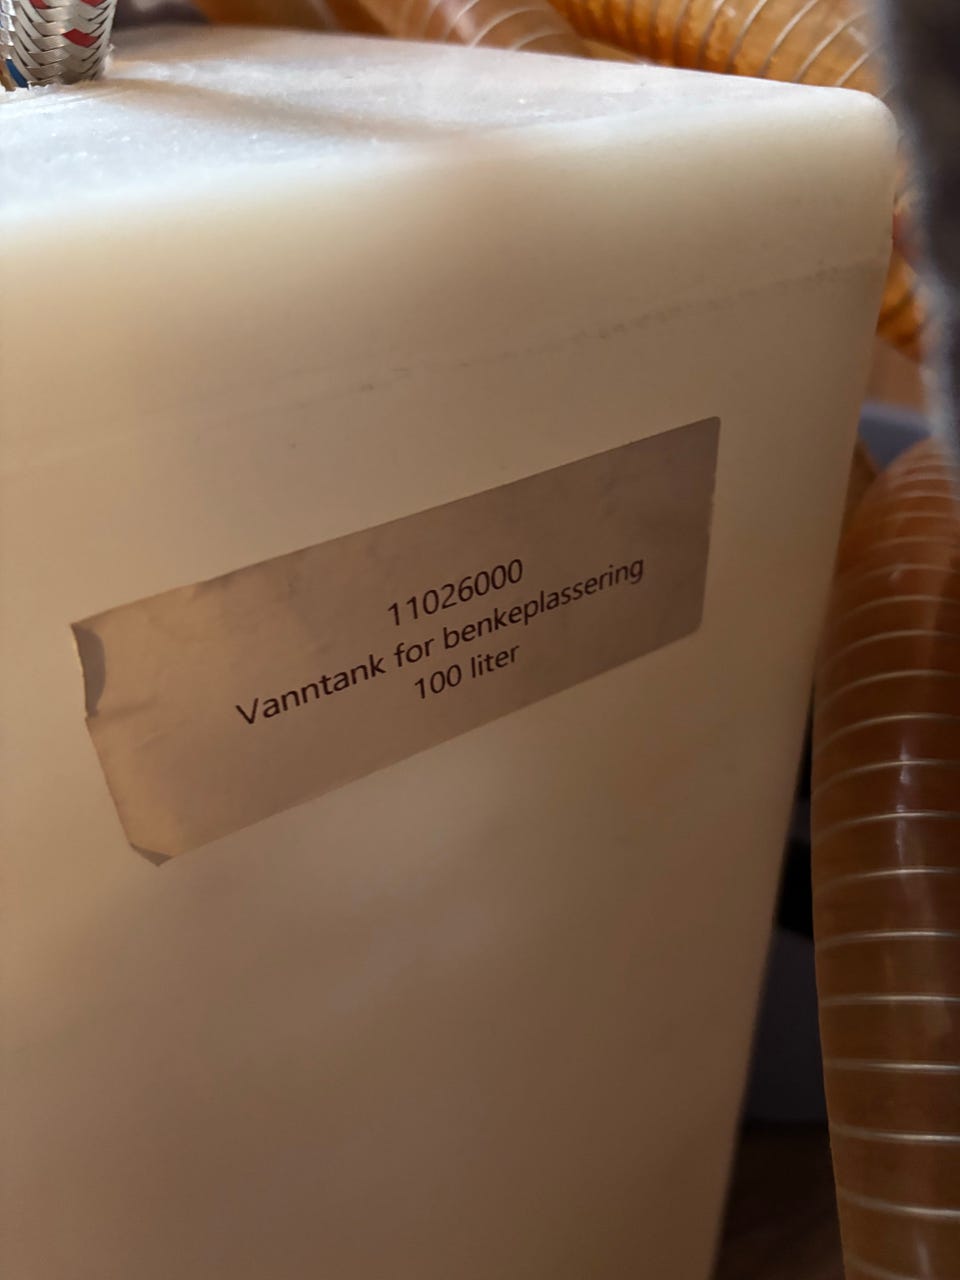 11026000
Vanntank for benkeplassering
100 liter